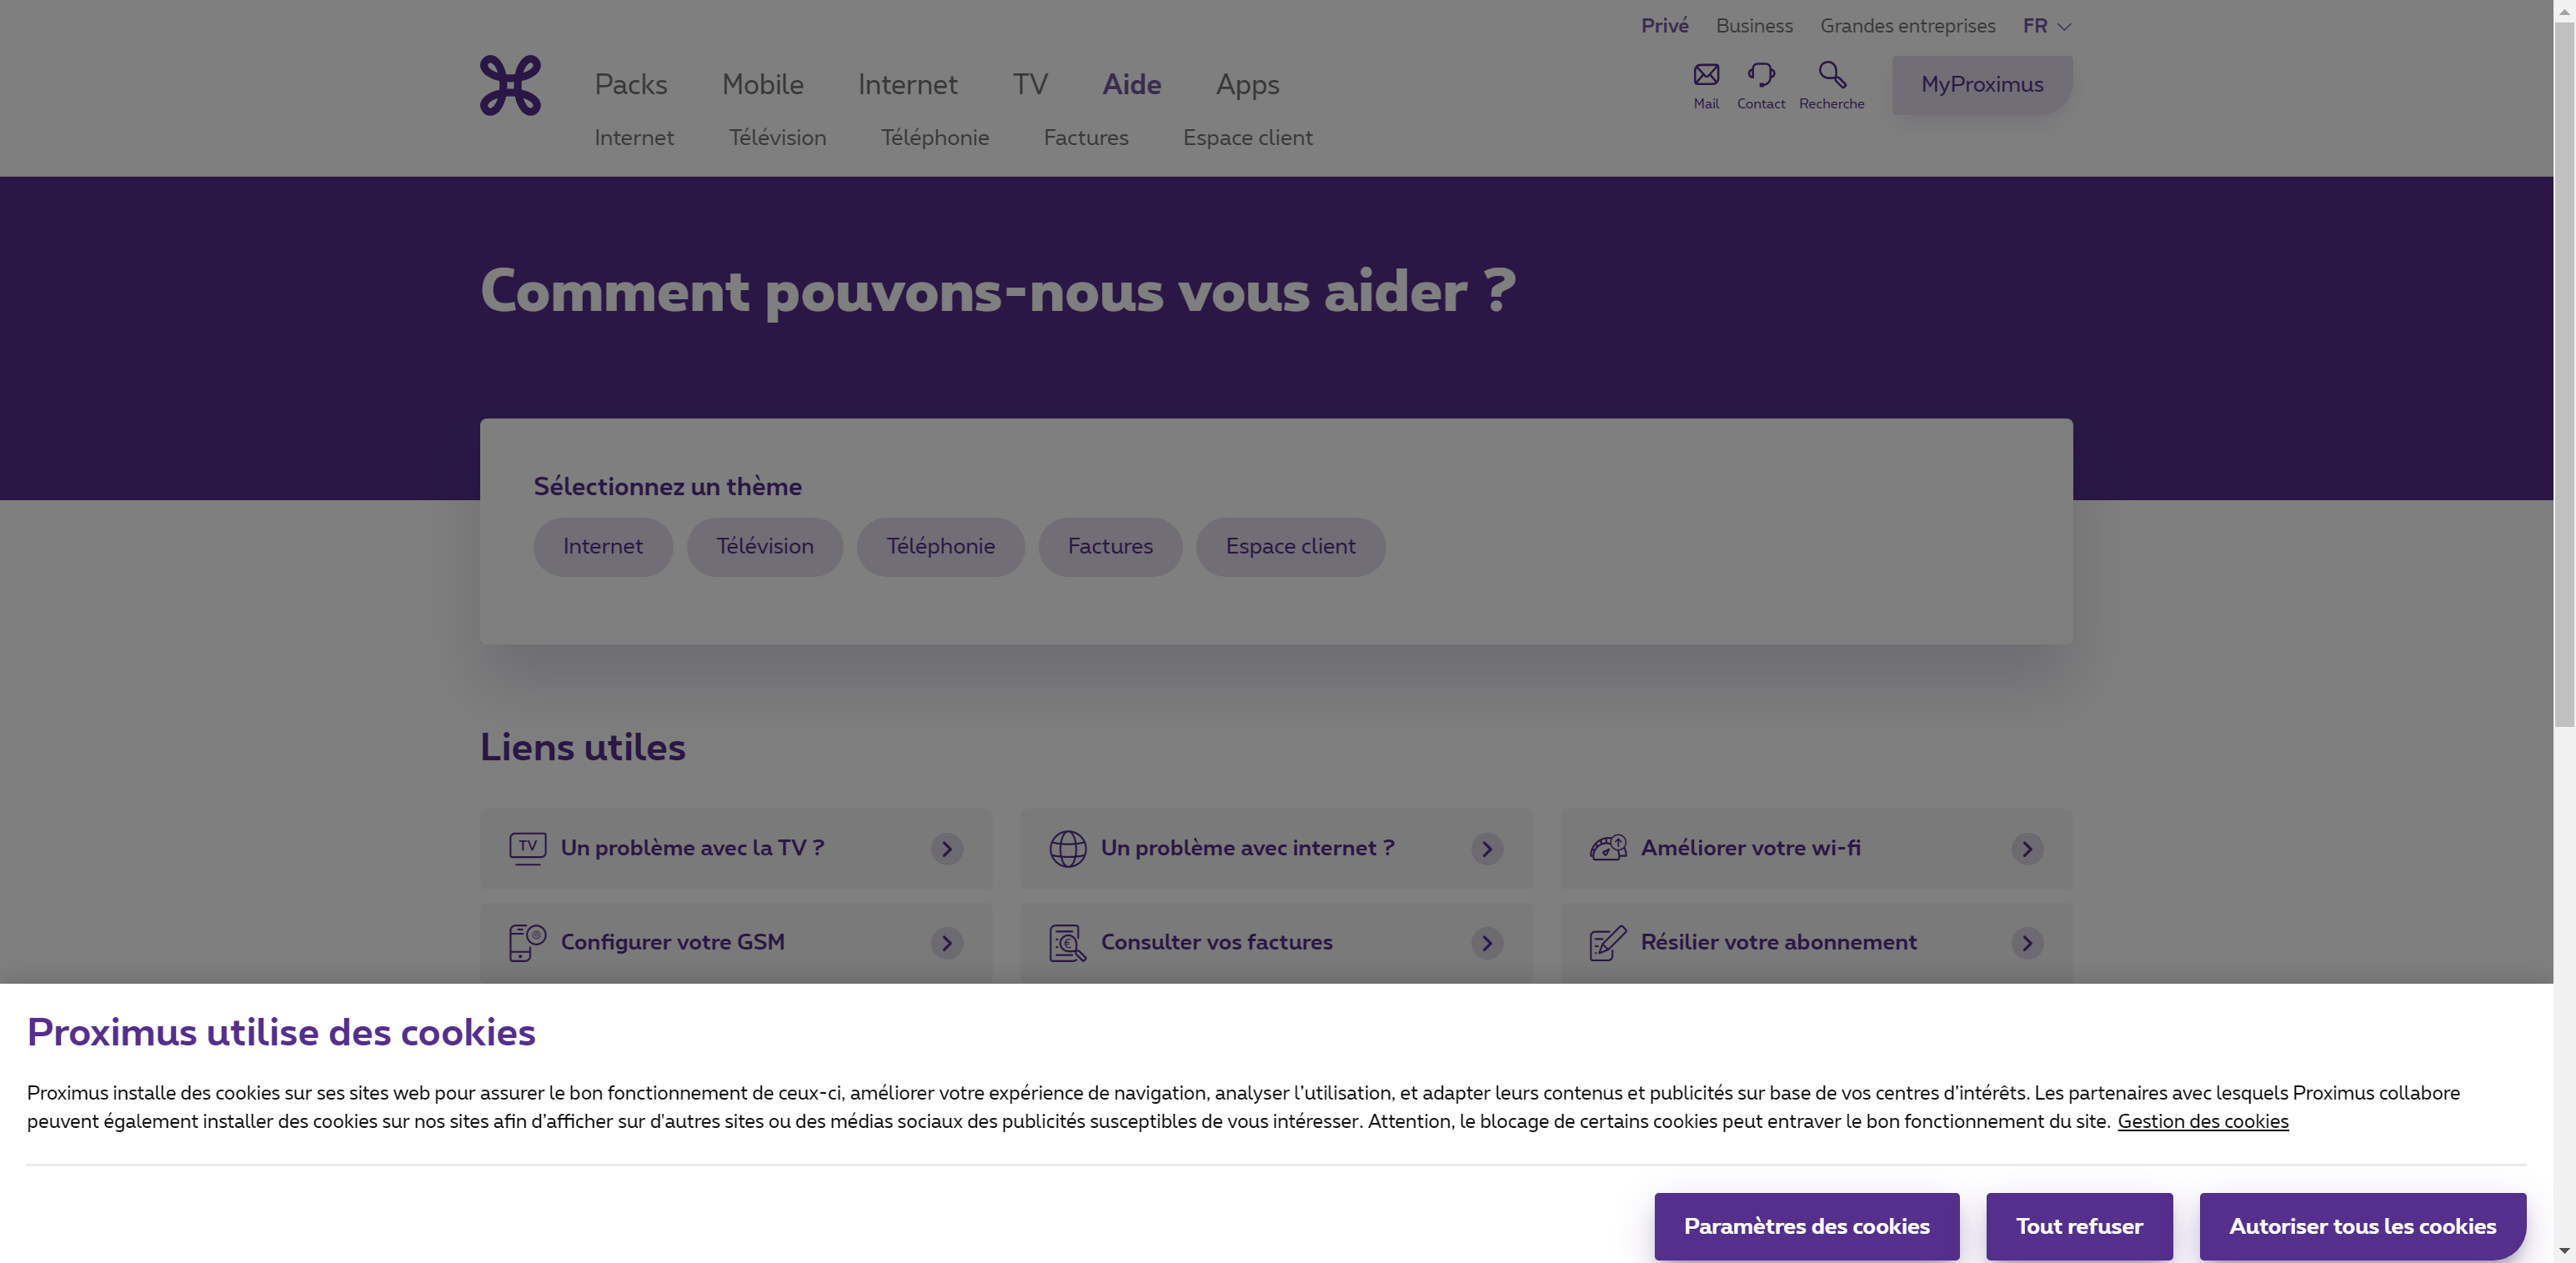 Privé Business Grandes entreprises FR
Packs Mobile Internet TV Aide Apps
Mail Contact Recherche MyProximus
Internet Télévision Téléphonie Factures Espace client
Comment pouvons-nous vous aider ?
Sélectionnez un thème
Internet Télévision Téléphonie Factures Espace client
Liens utiles
TV Un problème avec la TV ? Un problème avec internet ? Améliorer votre wi-fi
Configurer votre GSM Consulter vos factures Résilier votre abonnement
Proximus utilise des cookies
Proximus installe des cookies sur ses sites web pour assurer le bon fonctionnement de ceux-ci, améliorer votre expérience de navigation, analyser l’utilisation, et adapter leurs contenus et publicités sur base de vos centres d’intérêts. Les partenaires avec lesquels Proximus collabore
peuvent également installer des cookies sur nos sites afin d’afficher sur d'autres sites ou des médias sociaux des publicités susceptibles de vous intéresser. Attention, le blocage de certains cookies peut entraver le bon fonctionnement du site. Gestion des cookies
Paramètres des cookies Tout refuser Autoriser tous les cookies